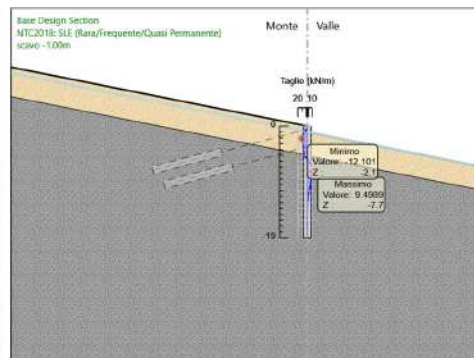 Base Design Section
NTC2018: SLE (Rara/Frequente/Quasi Permanente)
scavo -1.00m
Monte Valle
Taglio (kN/m)
20 10
0
Minimo
Valore: -12.101
Z : -2.1
Massimo
Valore: 9.4989
Z : -7.7
19